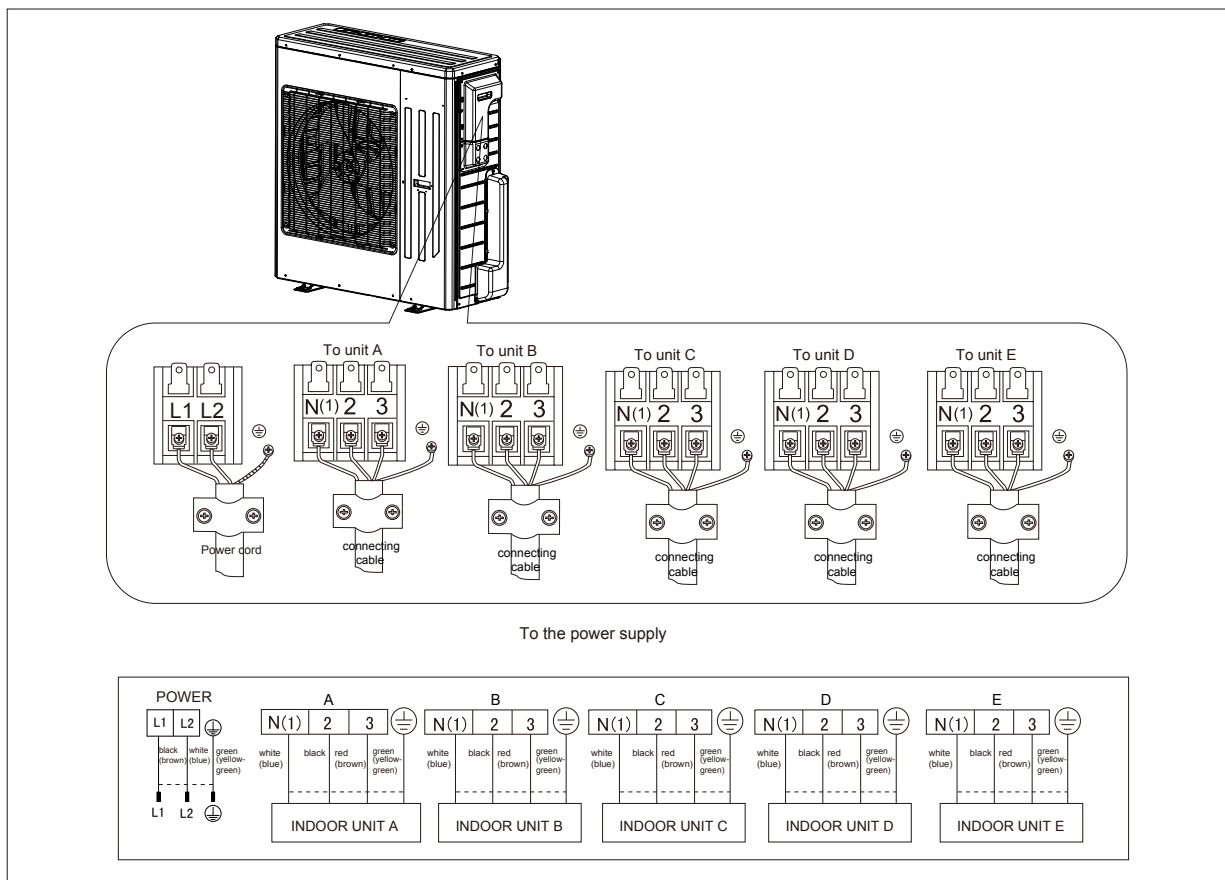 To unit A
To unit B
To unit C
To unit D
To unit E
L1 L2
N(1) 2 3
N(1) 2 3
N(1) 2 3
N(1) 2 3
N(1) 2 3
Power cord
connecting
cable
connecting
cable
connecting
cable
connecting
cable
connecting
cable
To the power supply
POWER
L1 L2
black
(brown)
white
(blue)
green
(yellow-
green)
L1 L2
A
N(1) 2 3
white
(blue)
black
red
(brown)
green
(yellow-
green)
INDOOR UNIT A
B
N(1) 2 3
white
(blue)
black
red
(brown)
green
(yellow-
green)
INDOOR UNIT B
C
N(1) 2 3
white
(blue)
black
red
(brown)
green
(yellow-
green)
INDOOR UNIT C
D
N(1) 2 3
white
(blue)
black
red
(brown)
green
(yellow-
green)
INDOOR UNIT D
E
N(1) 2 3
white
(blue)
black
red
(brown)
green
(yellow-
green)
INDOOR UNIT E